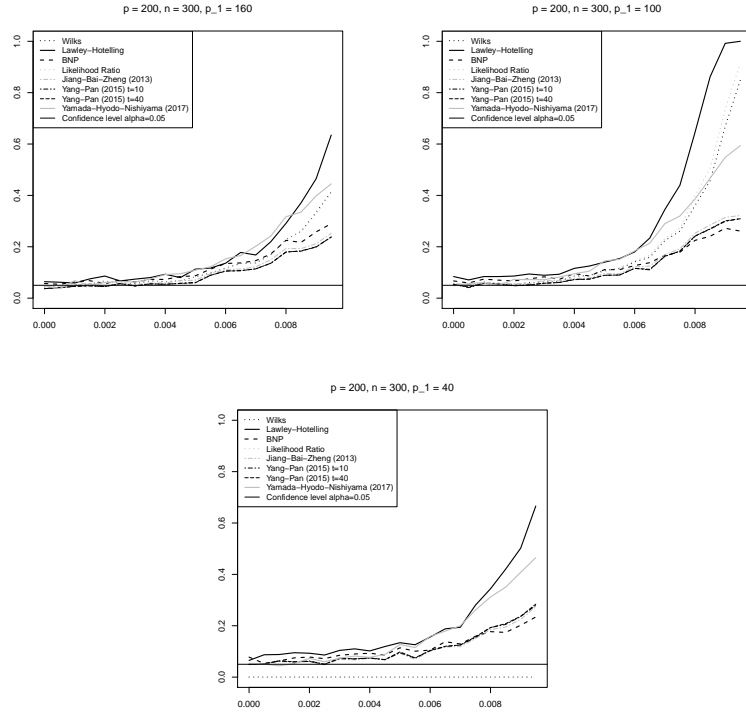 p = 200, n = 300, p_1 = 160
Wilks
Lawley−Hotelling
BNP
Likelihood Ratio
Jiang−Bai−Zheng (2013)
Yang−Pan (2015) t=10
Yang−Pan (2015) t=40
Yamada−Hyodo−Nishiyama (2017)
Confidence level alpha=0.05
1.0
0.8
0.6
0.4
0.2
0.0
0.000 0.002 0.004 0.006 0.008
p = 200, n = 300, p_1 = 100
Wilks
Lawley−Hotelling
BNP
Likelihood Ratio
Jiang−Bai−Zheng (2013)
Yang−Pan (2015) t=10
Yang−Pan (2015) t=40
Yamada−Hyodo−Nishiyama (2017)
Confidence level alpha=0.05
1.0
0.8
0.6
0.4
0.2
0.0
0.000 0.002 0.004 0.006 0.008
p = 200, n = 300, p_1 = 40
Wilks
Lawley−Hotelling
BNP
Likelihood Ratio
Jiang−Bai−Zheng (2013)
Yang−Pan (2015) t=10
Yang−Pan (2015) t=40
Yamada−Hyodo−Nishiyama (2017)
Confidence level alpha=0.05
1.0
0.8
0.6
0.4
0.2
0.0
0.000 0.002 0.004 0.006 0.008